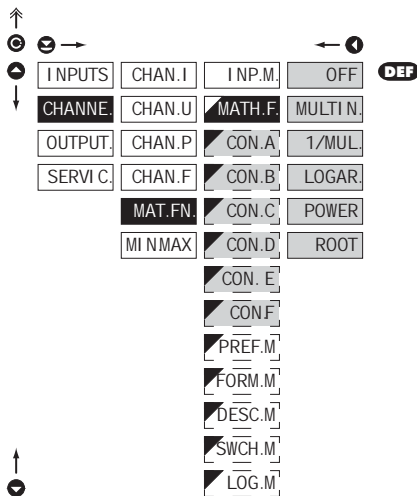 INPUTS CHAN.I INP.M. OFF DEF
CHANNE. CHAN.U MATH.F. MULTIN.
OUTPUT. CHAN.P CON.A 1/MUL.
SERVIC. CHAN.F CON.B LOGAR.
MAT.FN. CON.C POWER
MINMAX CON.D ROOT
CON. E
CON.F
PREF.M
FORM.M
DESC.M
SWCH.M
LOG.M